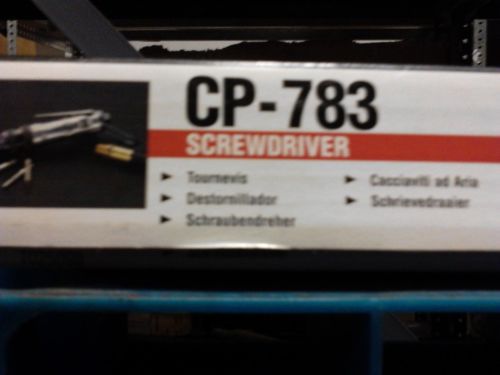 CP-783
SCREWDRIVER
Tournevis
Destornillador
Schraubendreher
Cacciaviti ad Aria
Schrievedraaier